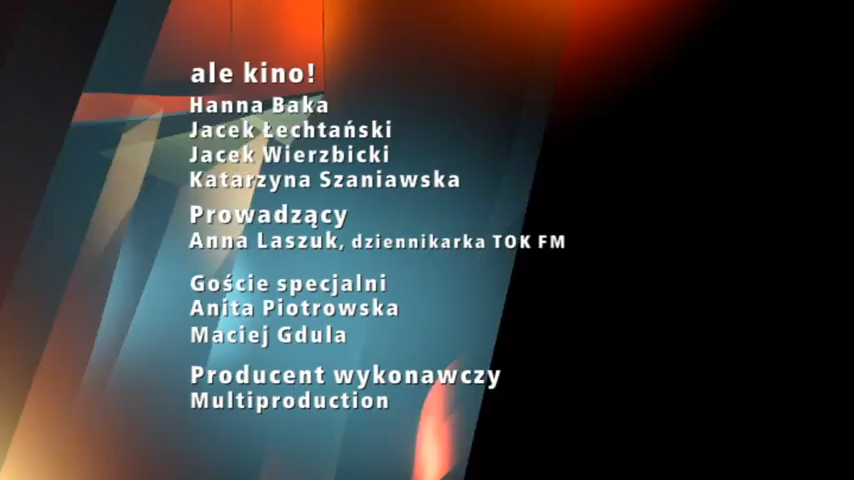 ale kino!
Hanna Baka
Jacek Łechtański
Jacek Wierzbicki
Katarzyna Szaniawska
Prowadzący
Anna Laszuk, dziennikarka TOK FM
Goście specjalni
Anita Piotrowska
Maciej Gdula
Producent wykonawczy
Multiproduction